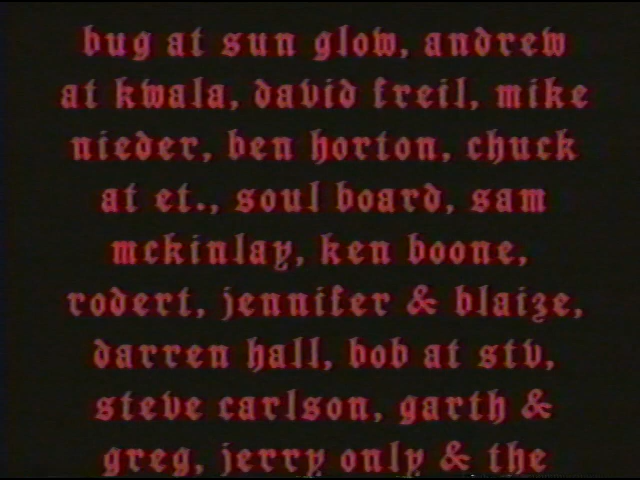 bug at sun glow, andrew
at kwala, david freil, mike
nieder, ben horton, chuck
at et., soul board, sam
mckinlay, ken boone,
rodert, jennifer & blaize,
darren hall, bob at stv,
steve carlson, garth &
greg, jerry only & the